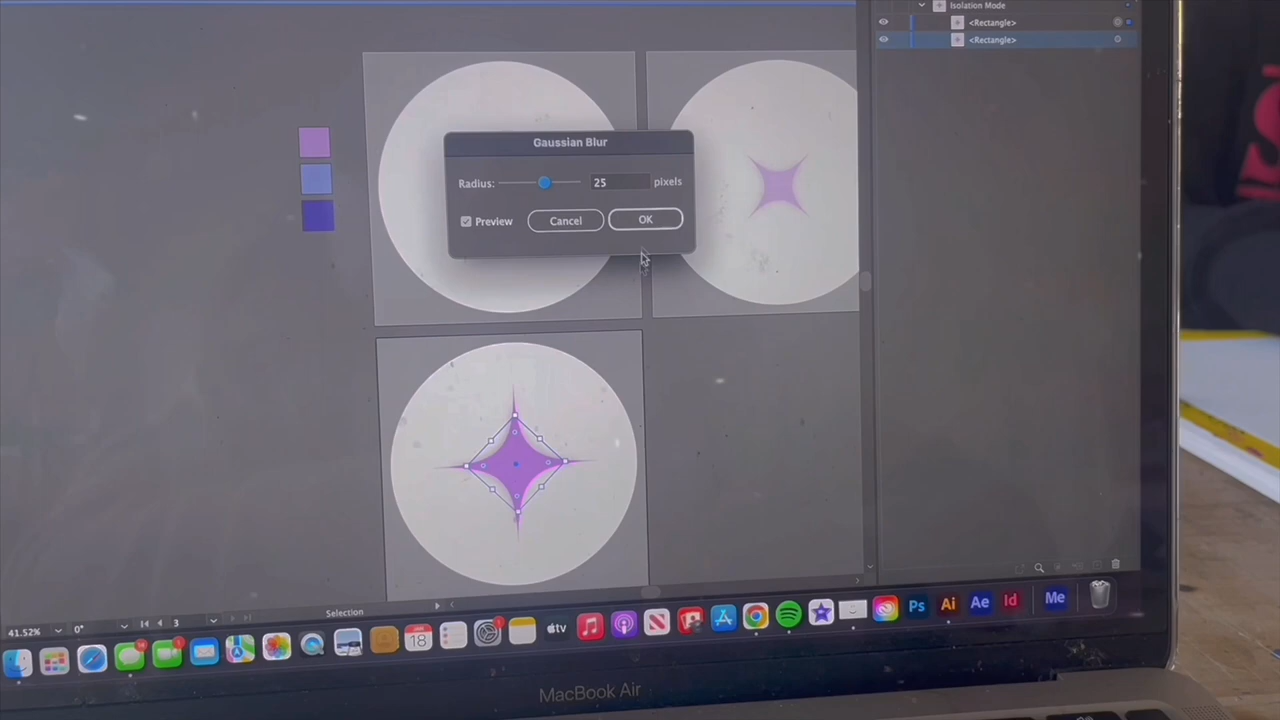 Isolation Mode
<Rectangle>
<Rectangle>
Gaussian Blur
Radius:
25
pixels
Preview
Cancel
OK
41.52%
0°
3
Selection
tv
18
Ps
Ai
Ae
Id
Me
MacBook Air